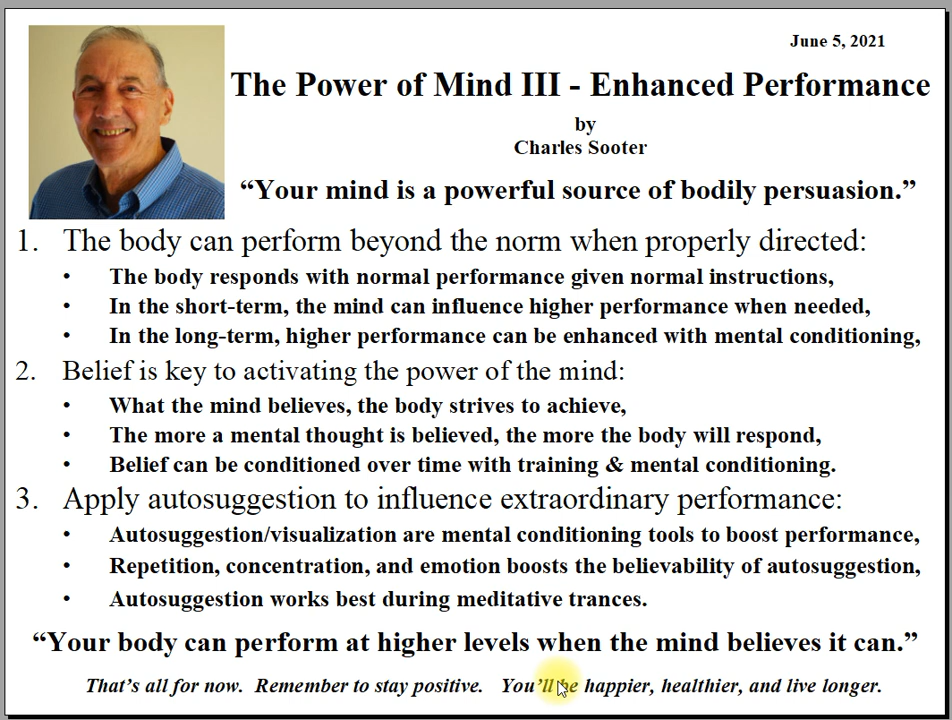 June 5, 2021
The Power of Mind III - Enhanced Performance
by
Charles Sooter
“Your mind is a powerful source of bodily persuasion.”
1. The body can perform beyond the norm when properly directed:
• The body responds with normal performance given normal instructions,
• In the short-term, the mind can influence higher performance when needed,
• In the long-term, higher performance can be enhanced with mental conditioning,
2. Belief is key to activating the power of the mind:
• What the mind believes, the body strives to achieve,
• The more a mental thought is believed, the more the body will respond,
• Belief can be conditioned over time with training & mental conditioning.
3. Apply autosuggestion to influence extraordinary performance:
• Autosuggestion/visualization are mental conditioning tools to boost performance,
• Repetition, concentration, and emotion boosts the believability of autosuggestion,
• Autosuggestion works best during meditative trances.
“Your body can perform at higher levels when the mind believes it can.”
That’s all for now. Remember to stay positive. You’ll be happier, healthier, and live longer.